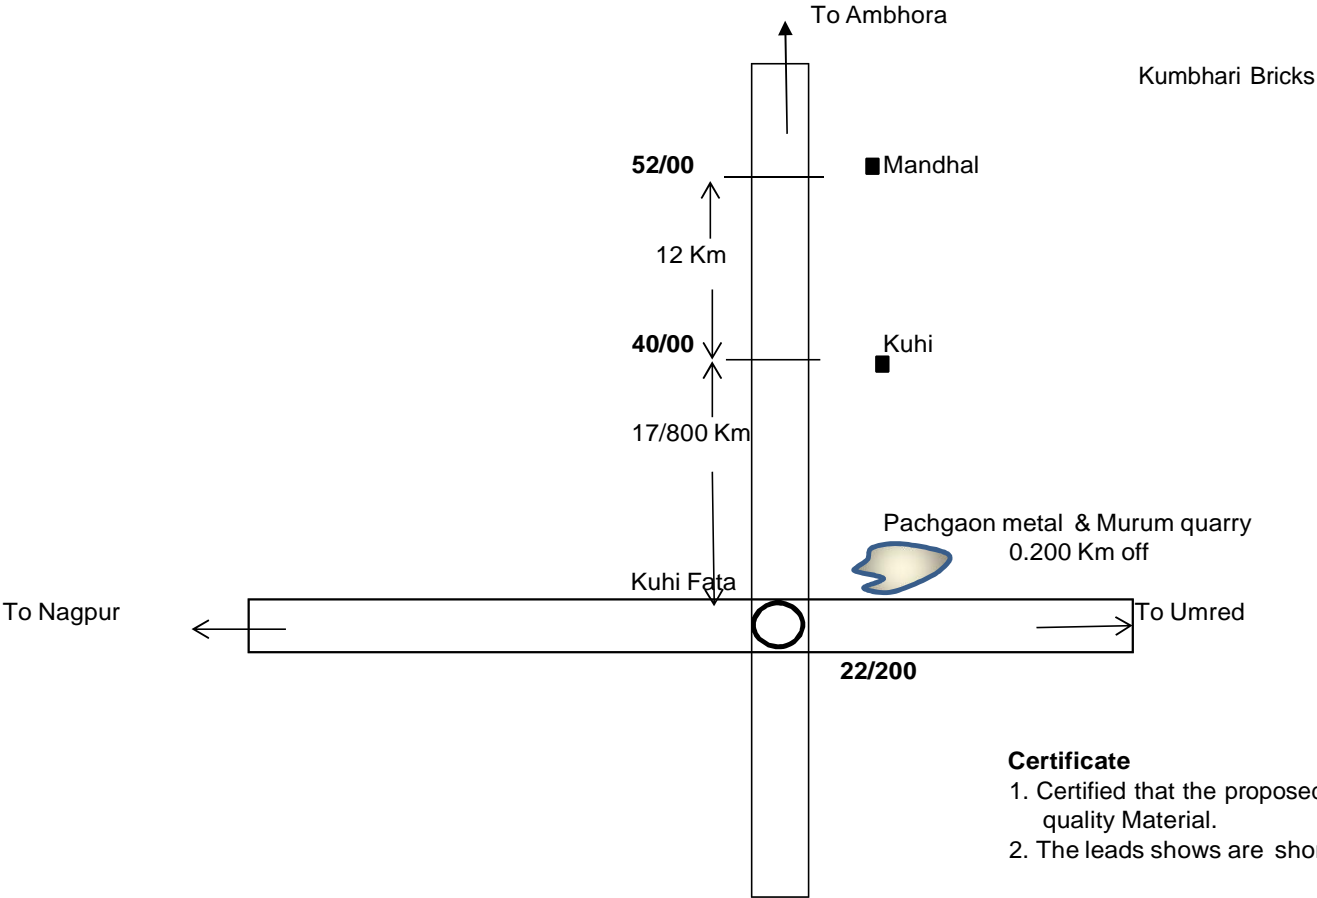 To Ambhora
Kumbhari Bricks
52/00
Mandhal
12 Km
40/00
Kuhi
17/800 Km
Pachgaon metal & Murum quarry
0.200 Km off
Kuhi Fata
To Nagpur
To Umred
22/200
Certificate
1. Certified that the proposed
quality Material.
2. The leads shows are